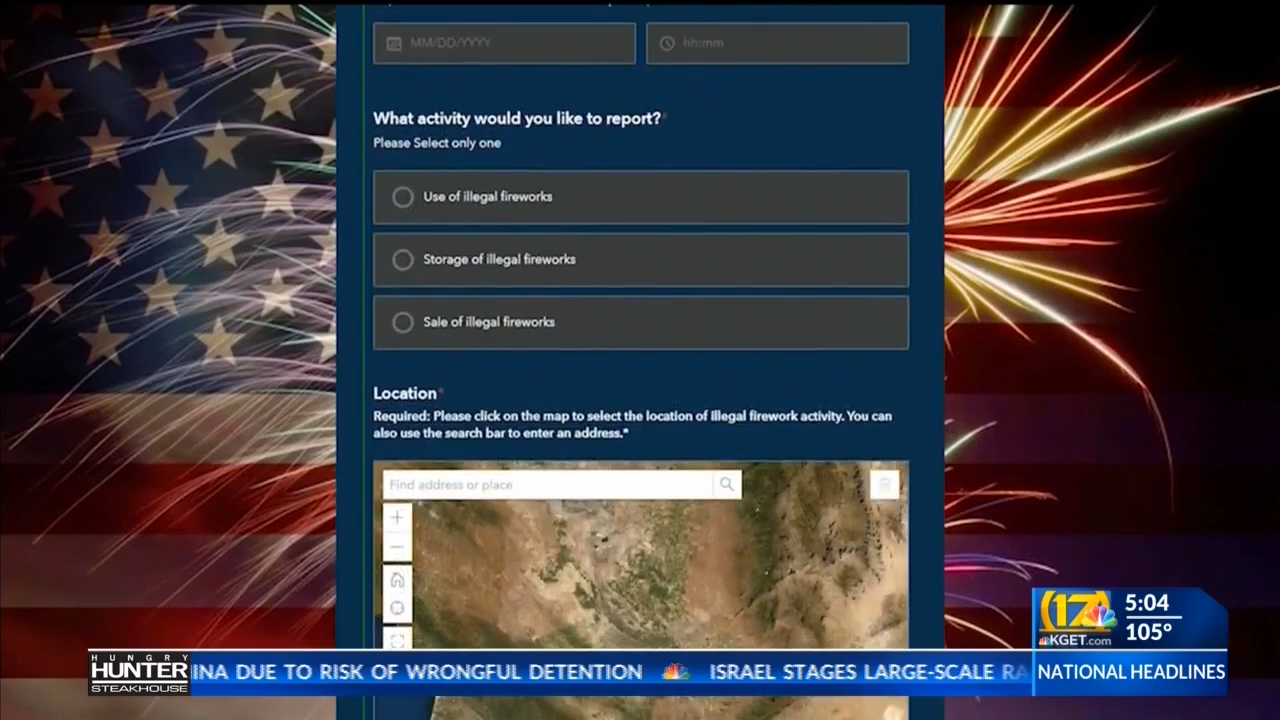 MM/DD/YYYY
hh:mm
What activity would you like to report?*
Please Select only one
Use of illegal fireworks
Storage of illegal fireworks
Sale of illegal fireworks
Location*
Required: Please click on the map to select the location of illegal firework activity. You can
also use the search bar to enter an address.*
Find address or place
17
KGET.com
5:04
105°
HUNGRY
HUNTER
STEAKHOUSE
INA DUE TO RISK OF WRONGFUL DETENTION
ISRAEL STAGES LARGE-SCALE RA
NATIONAL HEADLINES